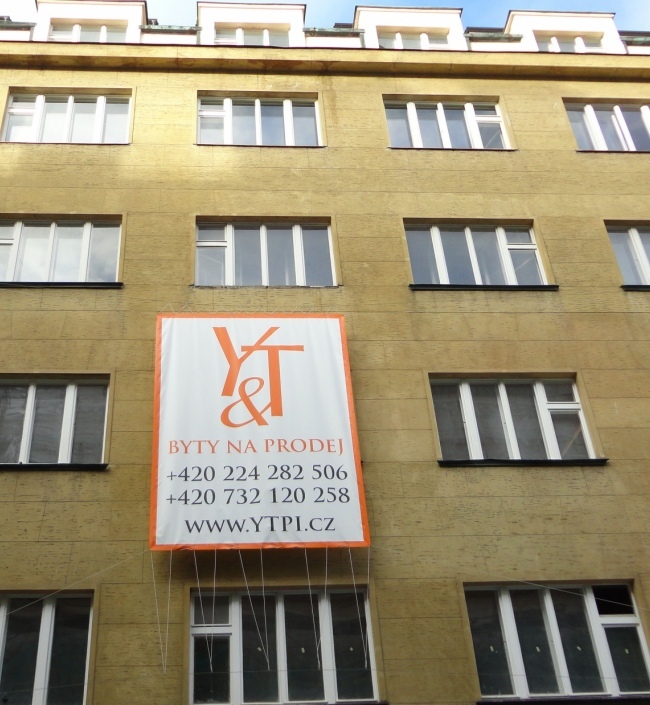 Y&T
BYTY NA PRODEJ
+420 224 282 506
+420 732 120 258
WWW.YTPI.CZ